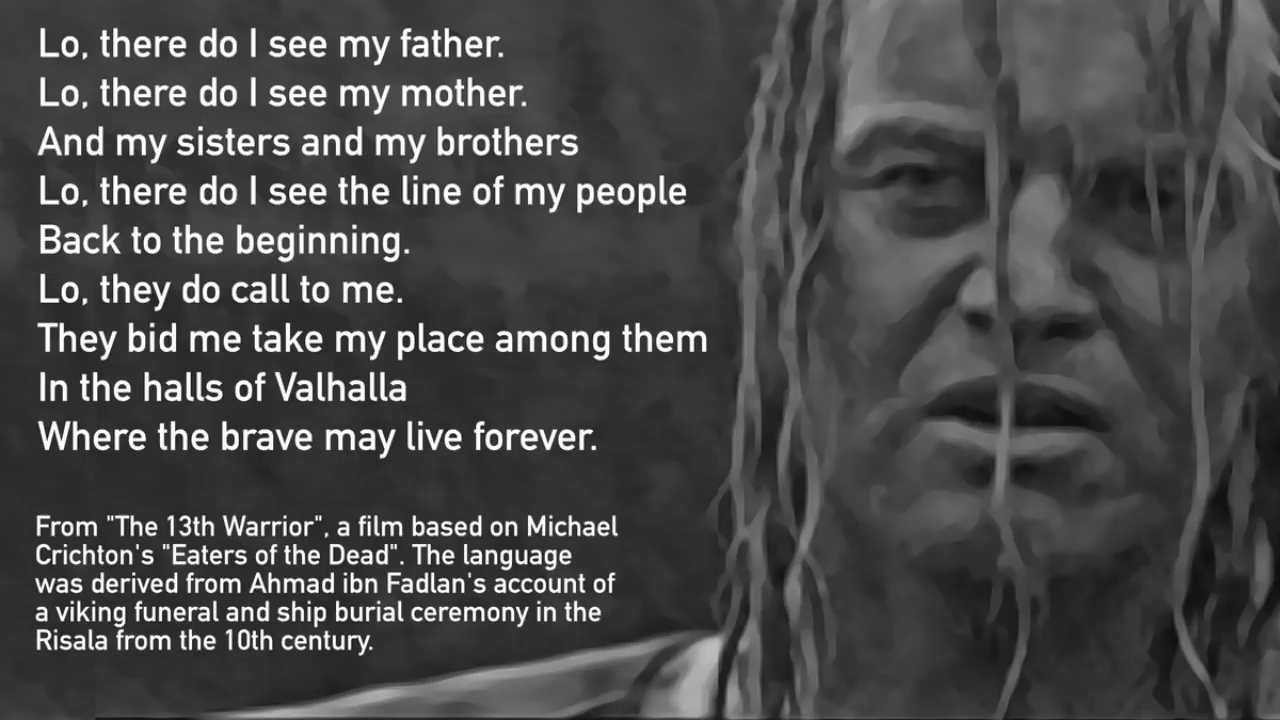 Lo, there do I see my father.
Lo, there do I see my mother.
And my sisters and my brothers
Lo, there do I see the line of my people
Back to the beginning.
Lo, they do call to me.
They bid me take my place among them
In the halls of Valhalla
Where the brave may live forever.
From "The 13th Warrior", a film based on Michael
Crichton's "Eaters of the Dead". The language
was derived from Ahmad ibn Fadlan's account of
a viking funeral and ship burial ceremony in the
Risala from the 10th century.